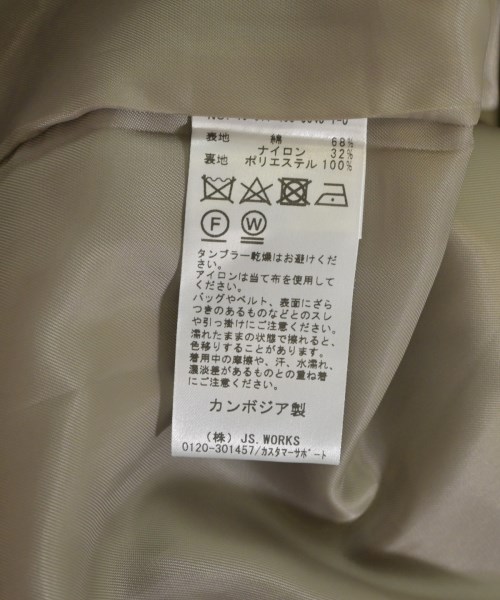 表地 綿 68%
ナイロン 32%
裏地 ポリエステル 100%
F W
タンブラー乾燥はお避けくだ
さい。
アイロンは当て布を使用して
ください。
バッグやベルト、表面にざら
つきのあるものなどとのスレ
や引っ掛けにご注意ください。
濡れたままの状態で擦れると、
色移りすることがあります。
着用中の摩擦や、汗、水濡れ、
濃淡差があるものとの重ね着
にご注意ください。
カンボジア製
(株) JS.WORKS
0120-301457/カスタマーサポート